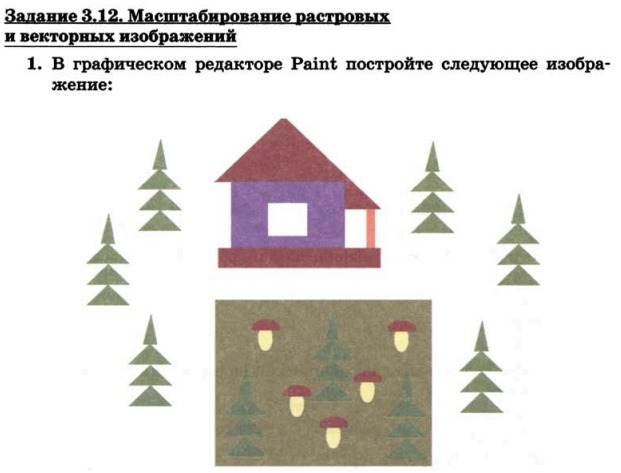 Задание 3.12. Масштабирование растровых
и векторных изображений
1. В графическом редакторе Paint постройте следующее изобра-
жение: